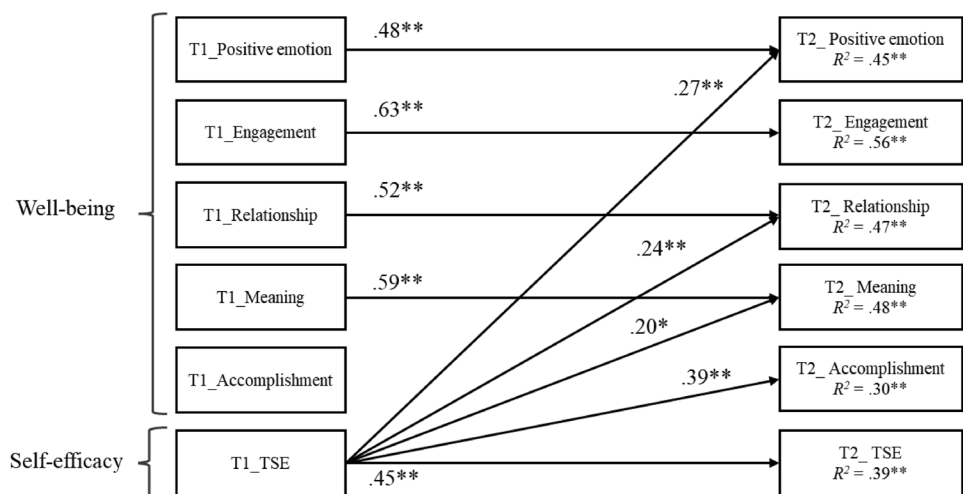 T1_Positive emotion
.48**
T2_ Positive emotion
R² = .45**
.27**
T1_Engagement
.63**
T2_ Engagement
R² = .56**
Well-being
T1_Relationship
.52**
T2_ Relationship
R² = .47**
.24**
T1_Meaning
.59**
T2_ Meaning
R² = .48**
.20*
T1_Accomplishment
.39**
T2_ Accomplishment
R² = .30**
Self-efficacy
T1_TSE
.45**
T2_ TSE
R² = .39**